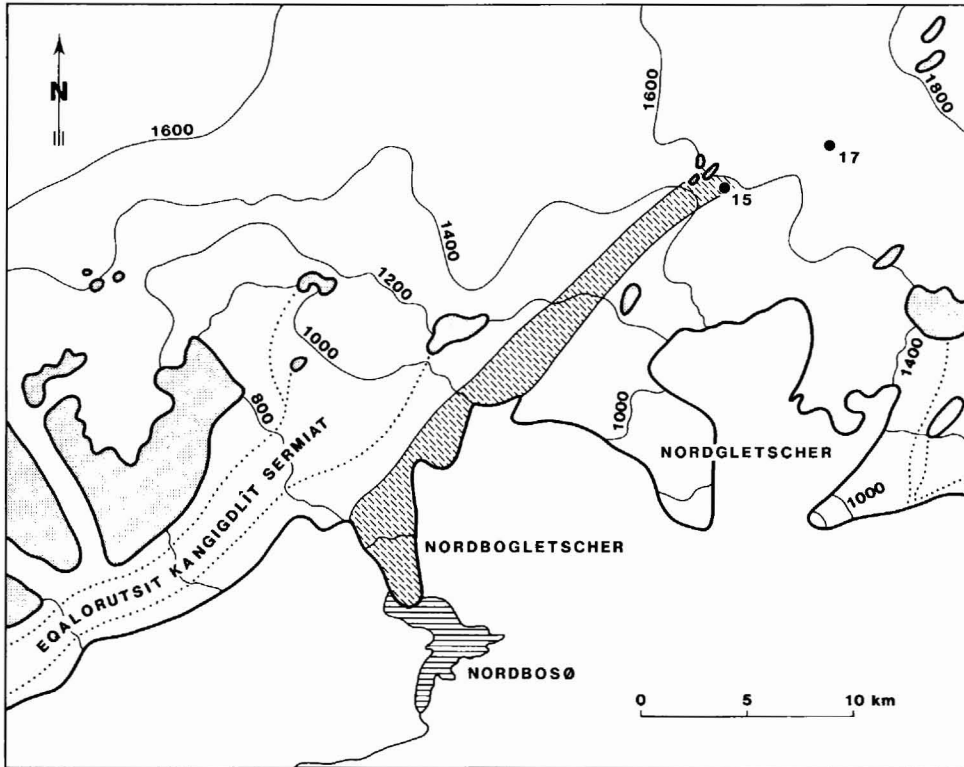 N
1600
1600
1800
17
15
1400
1200
1000
800
1000
1400
NORDGLETSCHER
1000
NORDBOGLETSCHER
EQALORUTSIT KANGIGDLÎT SERMIAT
NORDBOSØ
0 5 10 km